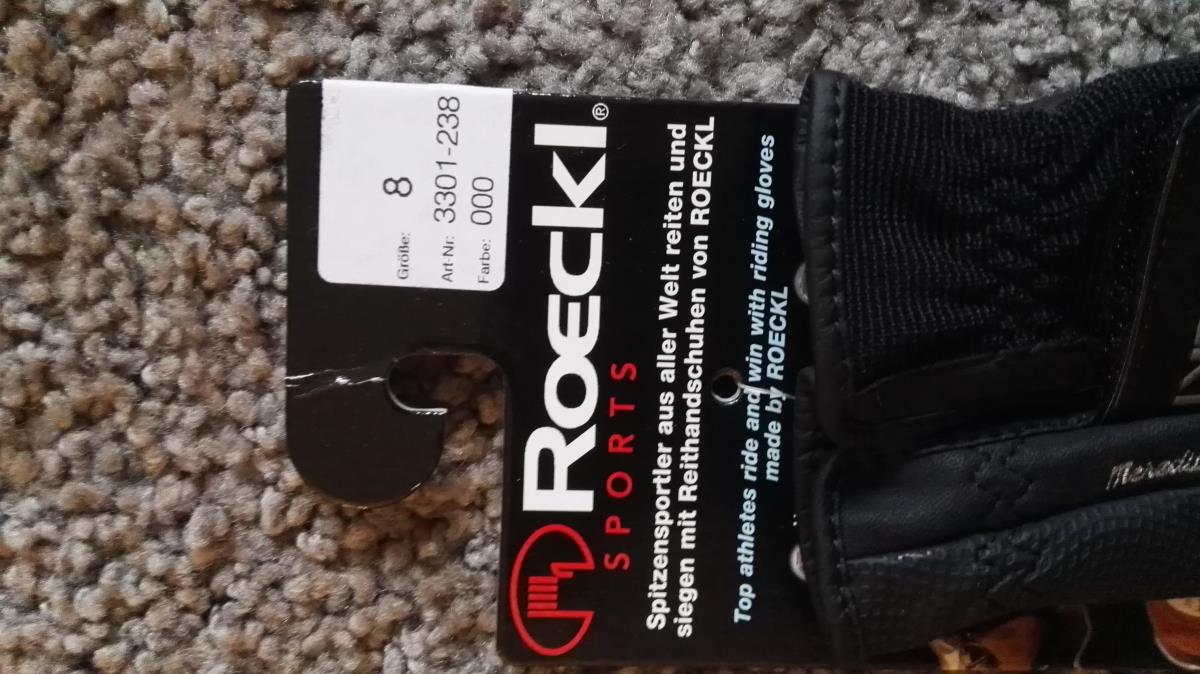 Größe: 8
Art-Nr: 3301-238
Farbe: 000
ROECKL®
SPORTS
Spitzensportler aus aller Welt reiten und
siegen mit Reithandschuhen von ROECKL
Top athletes ride and win with riding gloves
made by ROECKL